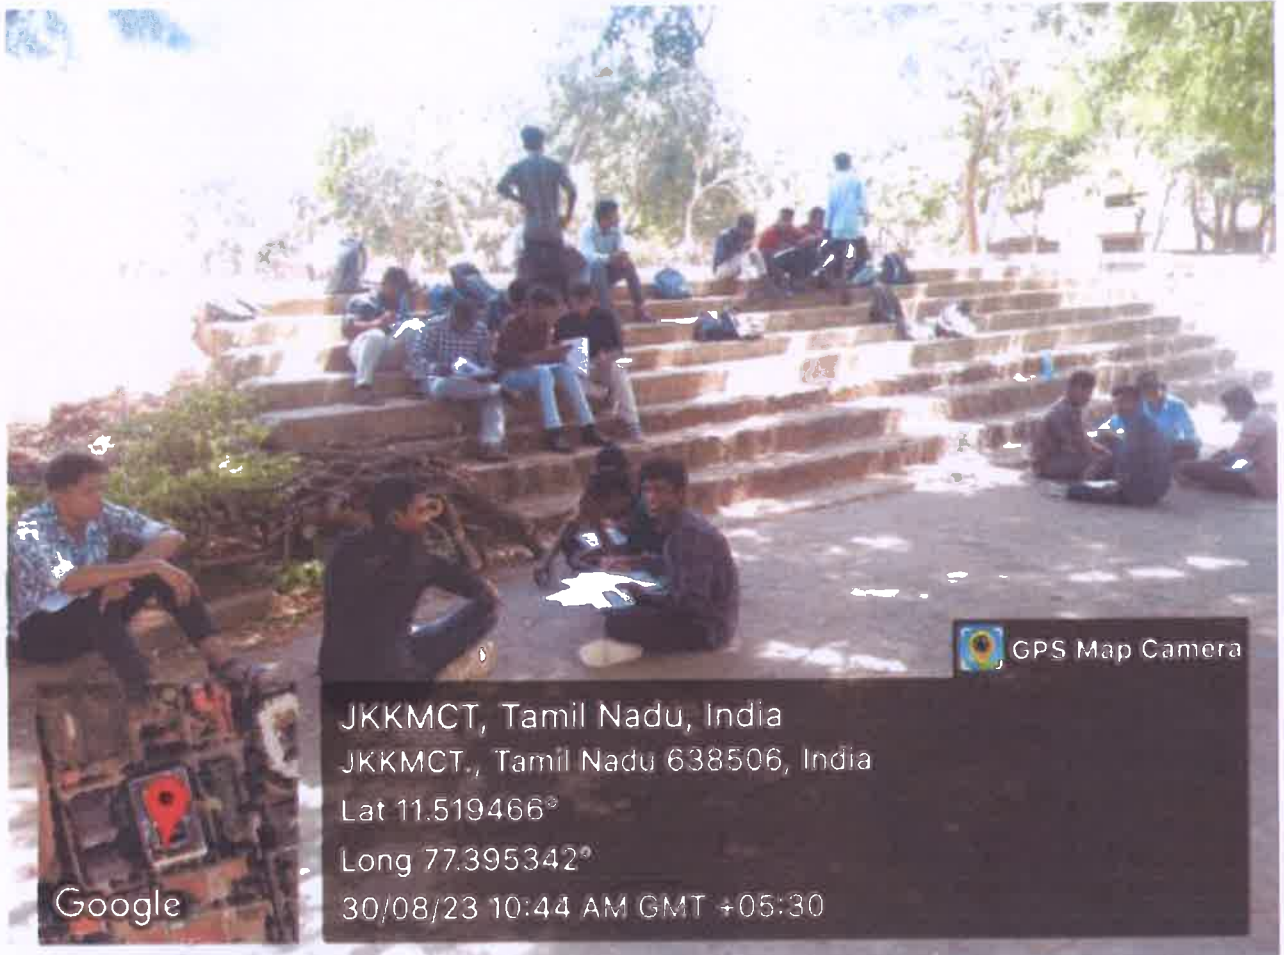 GPS Map Camera
JKKMCT, Tamil Nadu, India
JKKMCT., Tamil Nadu 638506, India
Lat 11.519466°
Long 77.395342°
30/08/23 10:44 AM GMT +05:30
Google